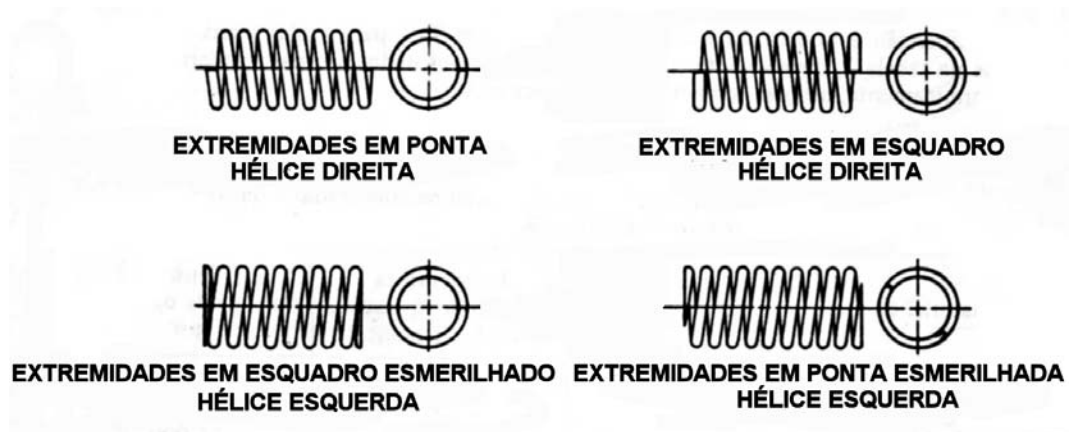 EXTREMIDADES EM PONTA
HÉLICE DIREITA
EXTREMIDADES EM ESQUADRO
HÉLICE DIREITA
EXTREMIDADES EM ESQUADRO ESMERILHADO
HÉLICE ESQUERDA
EXTREMIDADES EM PONTA ESMERILHADA
HÉLICE ESQUERDA